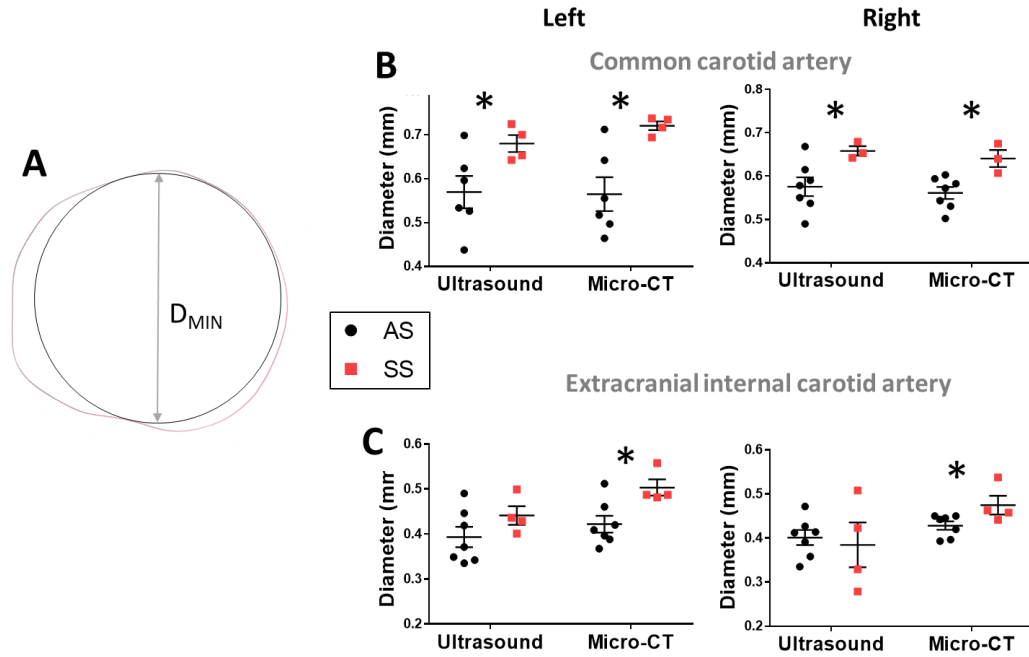 Left
Right
B
Common carotid artery
A
D_MIN
Diameter (mm)
0.7
0.6
0.5
0.4
*
*
Ultrasound
Micro-CT
Diameter (mm)
0.8
0.7
0.6
0.5
0.4
*
*
Ultrasound
Micro-CT
AS
SS
Extracranial internal carotid artery
C
Diameter (mm
0.6
0.5
0.4
0.3
0.2
*
Ultrasound
Micro-CT
Diameter (mm)
0.6
0.5
0.4
0.3
0.2
*
Ultrasound
Micro-CT